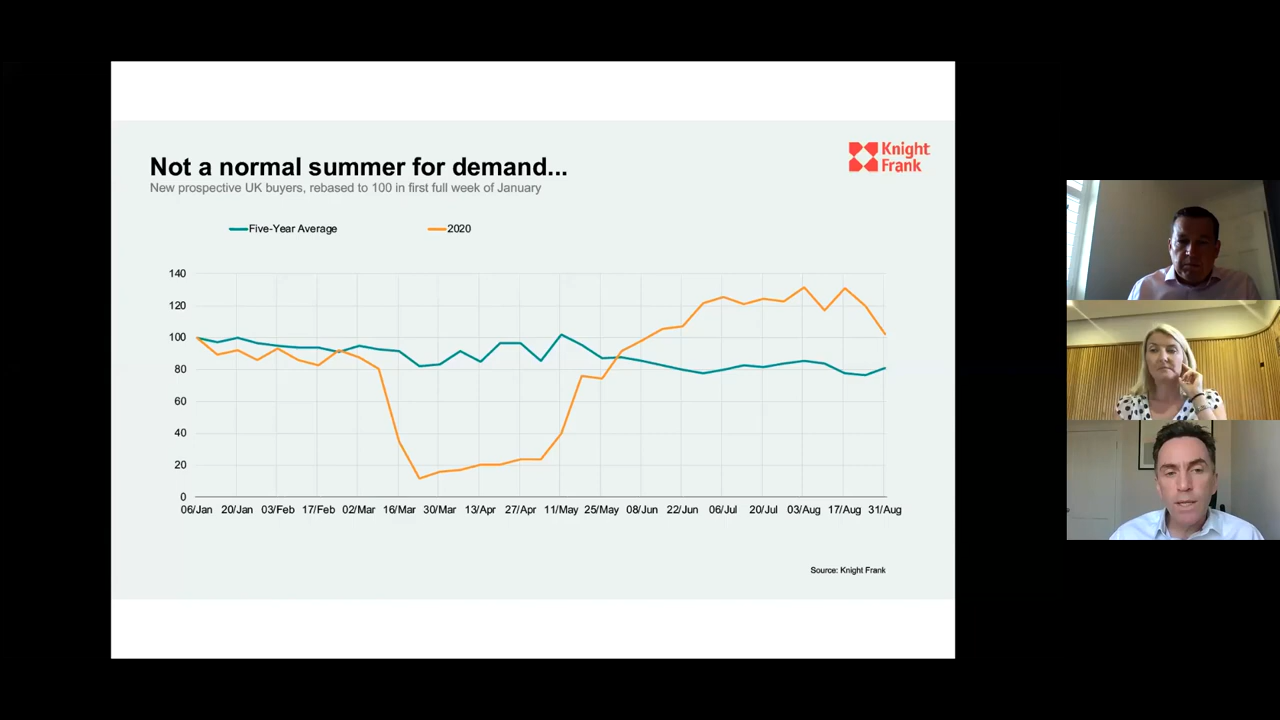 Not a normal summer for demand...
New prospective UK buyers, rebased to 100 in first full week of January
Knight
Frank
Five-Year Average
2020
140
120
100
80
60
40
20
0
06/Jan 20/Jan 03/Feb 17/Feb 02/Mar 16/Mar 30/Mar 13/Apr 27/Apr 11/May 25/May 08/Jun 22/Jun 06/Jul 20/Jul 03/Aug 17/Aug 31/Aug
Source: Knight Frank